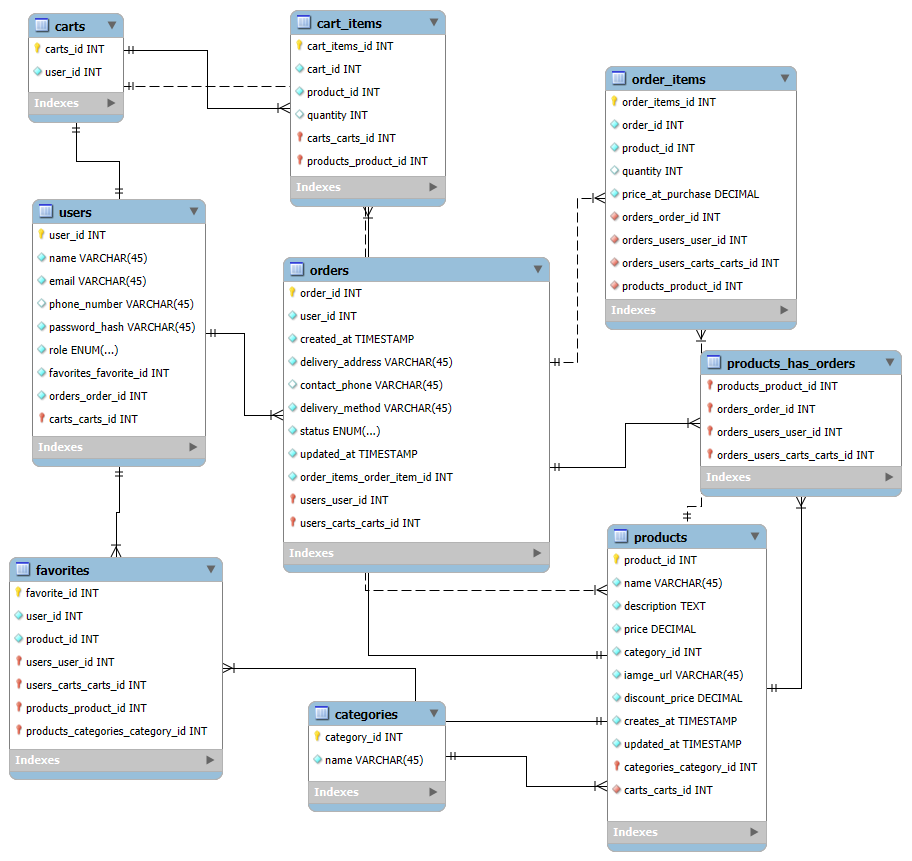 carts
carts_id INT
user_id INT
Indexes
cart_items
cart_items_id INT
cart_id INT
product_id INT
quantity INT
carts_carts_id INT
products_product_id INT
Indexes
order_items
order_items_id INT
order_id INT
product_id INT
quantity INT
price_at_purchase DECIMAL
orders_order_id INT
orders_users_user_id INT
orders_users_carts_carts_id INT
products_product_id INT
Indexes
users
user_id INT
name VARCHAR(45)
email VARCHAR(45)
phone_number VARCHAR(45)
password_hash VARCHAR(45)
role ENUM(...)
favorites_favorite_id INT
orders_order_id INT
carts_carts_id INT
Indexes
orders
order_id INT
user_id INT
created_at TIMESTAMP
delivery_address VARCHAR(45)
contact_phone VARCHAR(45)
delivery_method VARCHAR(45)
status ENUM(...)
updated_at TIMESTAMP
order_items_order_item_id INT
users_user_id INT
users_carts_carts_id INT
Indexes
products_has_orders
products_product_id INT
orders_order_id INT
orders_users_user_id INT
orders_users_carts_carts_id INT
Indexes
favorites
favorite_id INT
user_id INT
product_id INT
users_user_id INT
users_carts_carts_id INT
products_product_id INT
products_categories_category_id INT
Indexes
categories
category_id INT
name VARCHAR(45)
Indexes
products
product_id INT
name VARCHAR(45)
description TEXT
price DECIMAL
category_id INT
iamge_url VARCHAR(45)
discount_price DECIMAL
creates_at TIMESTAMP
updated_at TIMESTAMP
categories_category_id INT
carts_carts_id INT
Indexes